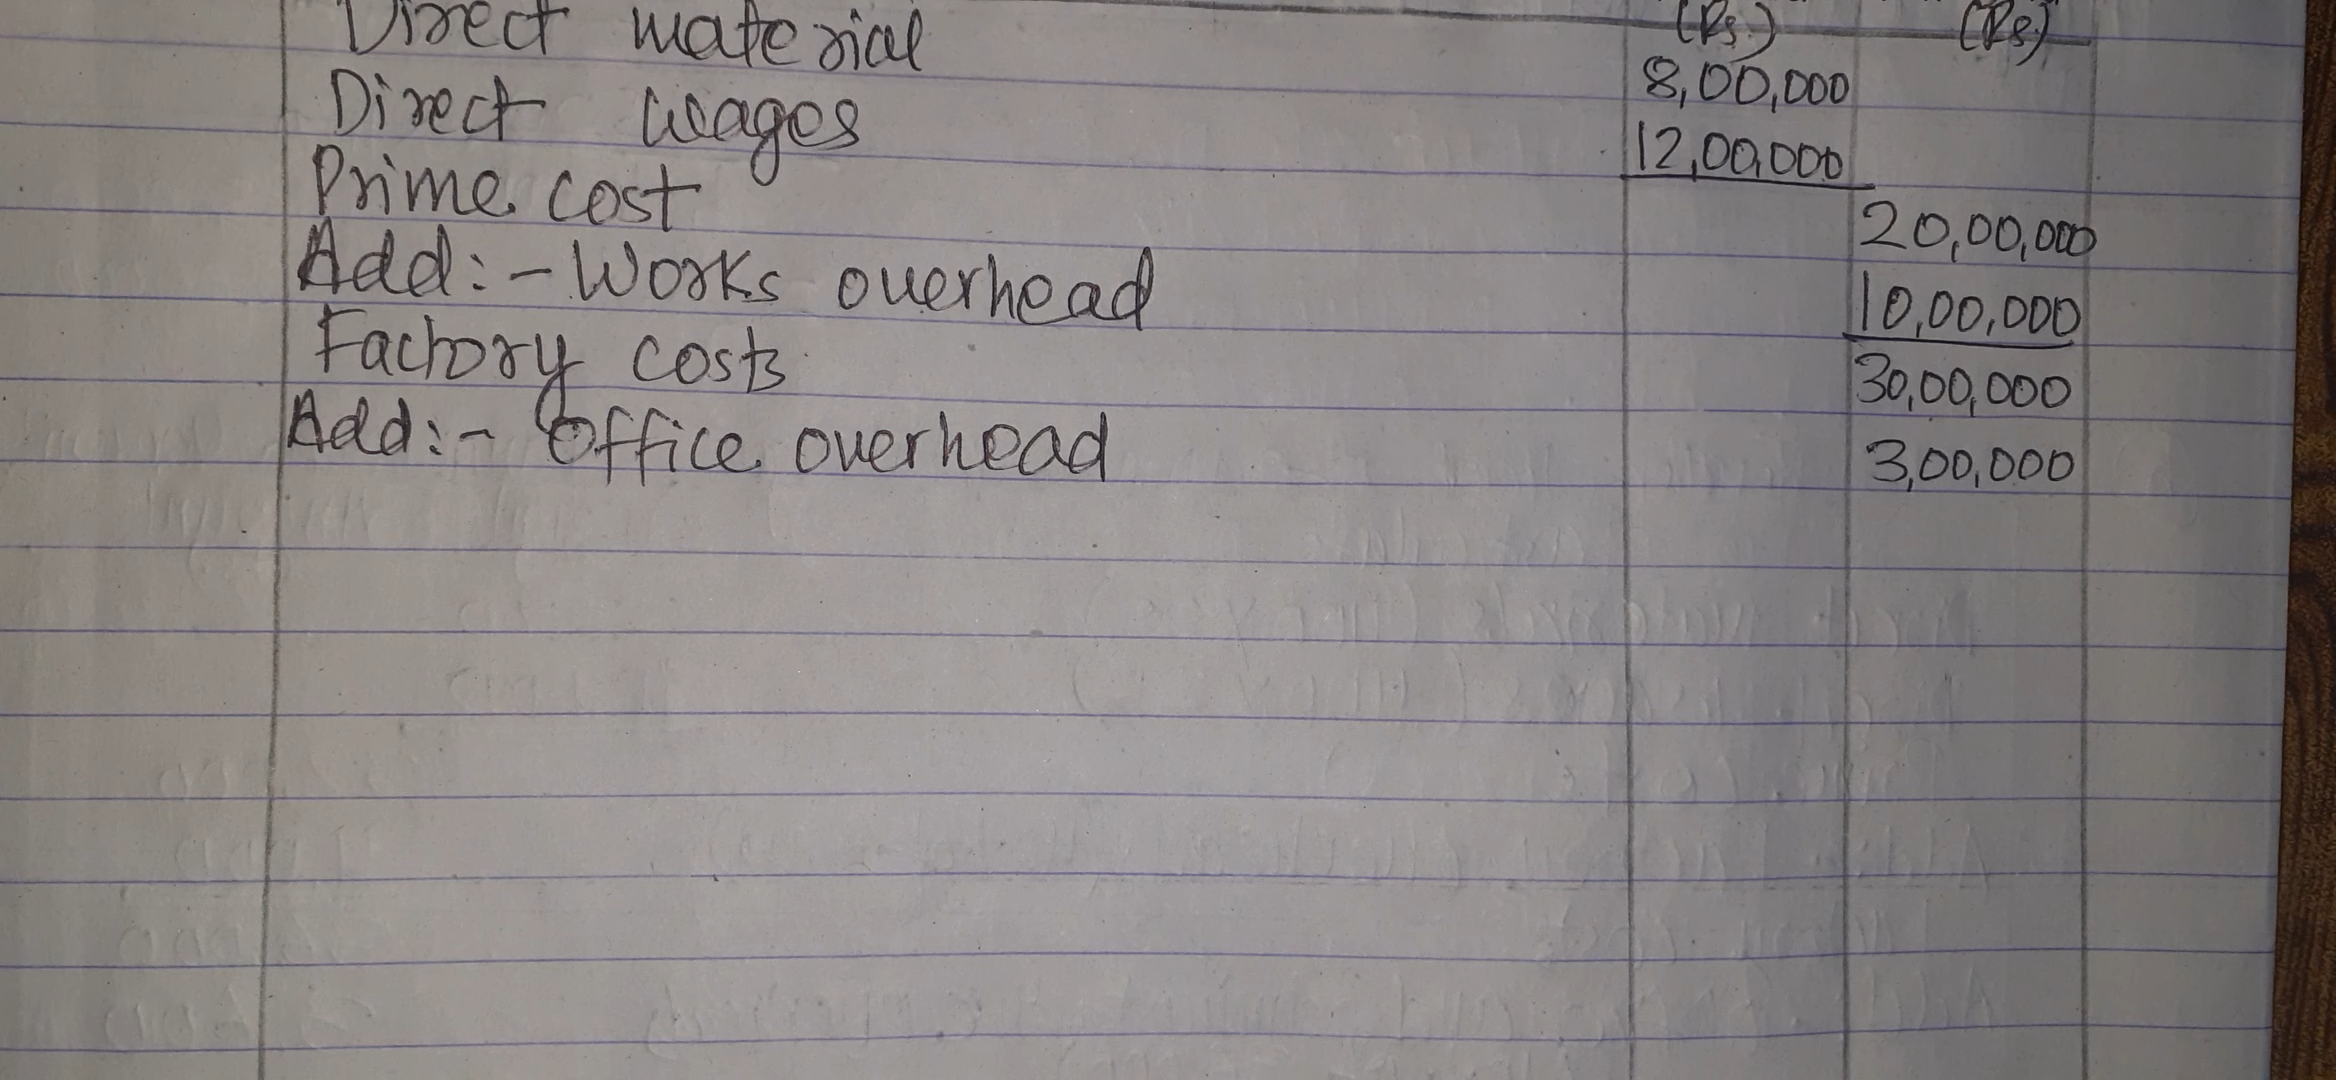 (Rs.) (Rs)
Direct material 8,00,000
Direct wages 12,00,000
Prime cost 20,00,000
Add:- Works overhead 10,00,000
Factory costs 30,00,000
Add:- Office overhead 3,00,000